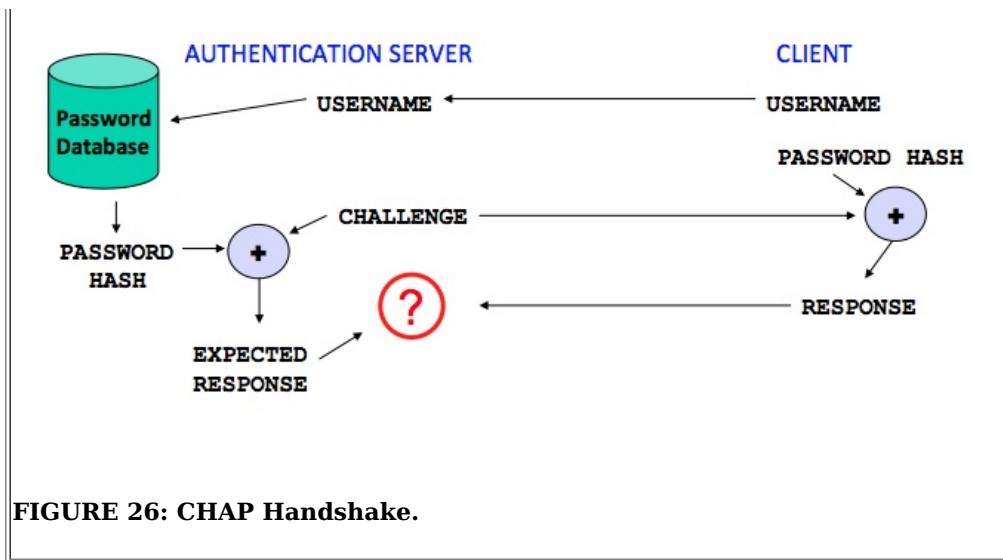 AUTHENTICATION SERVER
CLIENT
USERNAME
USERNAME
Password
Database
PASSWORD HASH
+
CHALLENGE
PASSWORD
HASH
+
?
RESPONSE
EXPECTED
RESPONSE
FIGURE 26: CHAP Handshake.